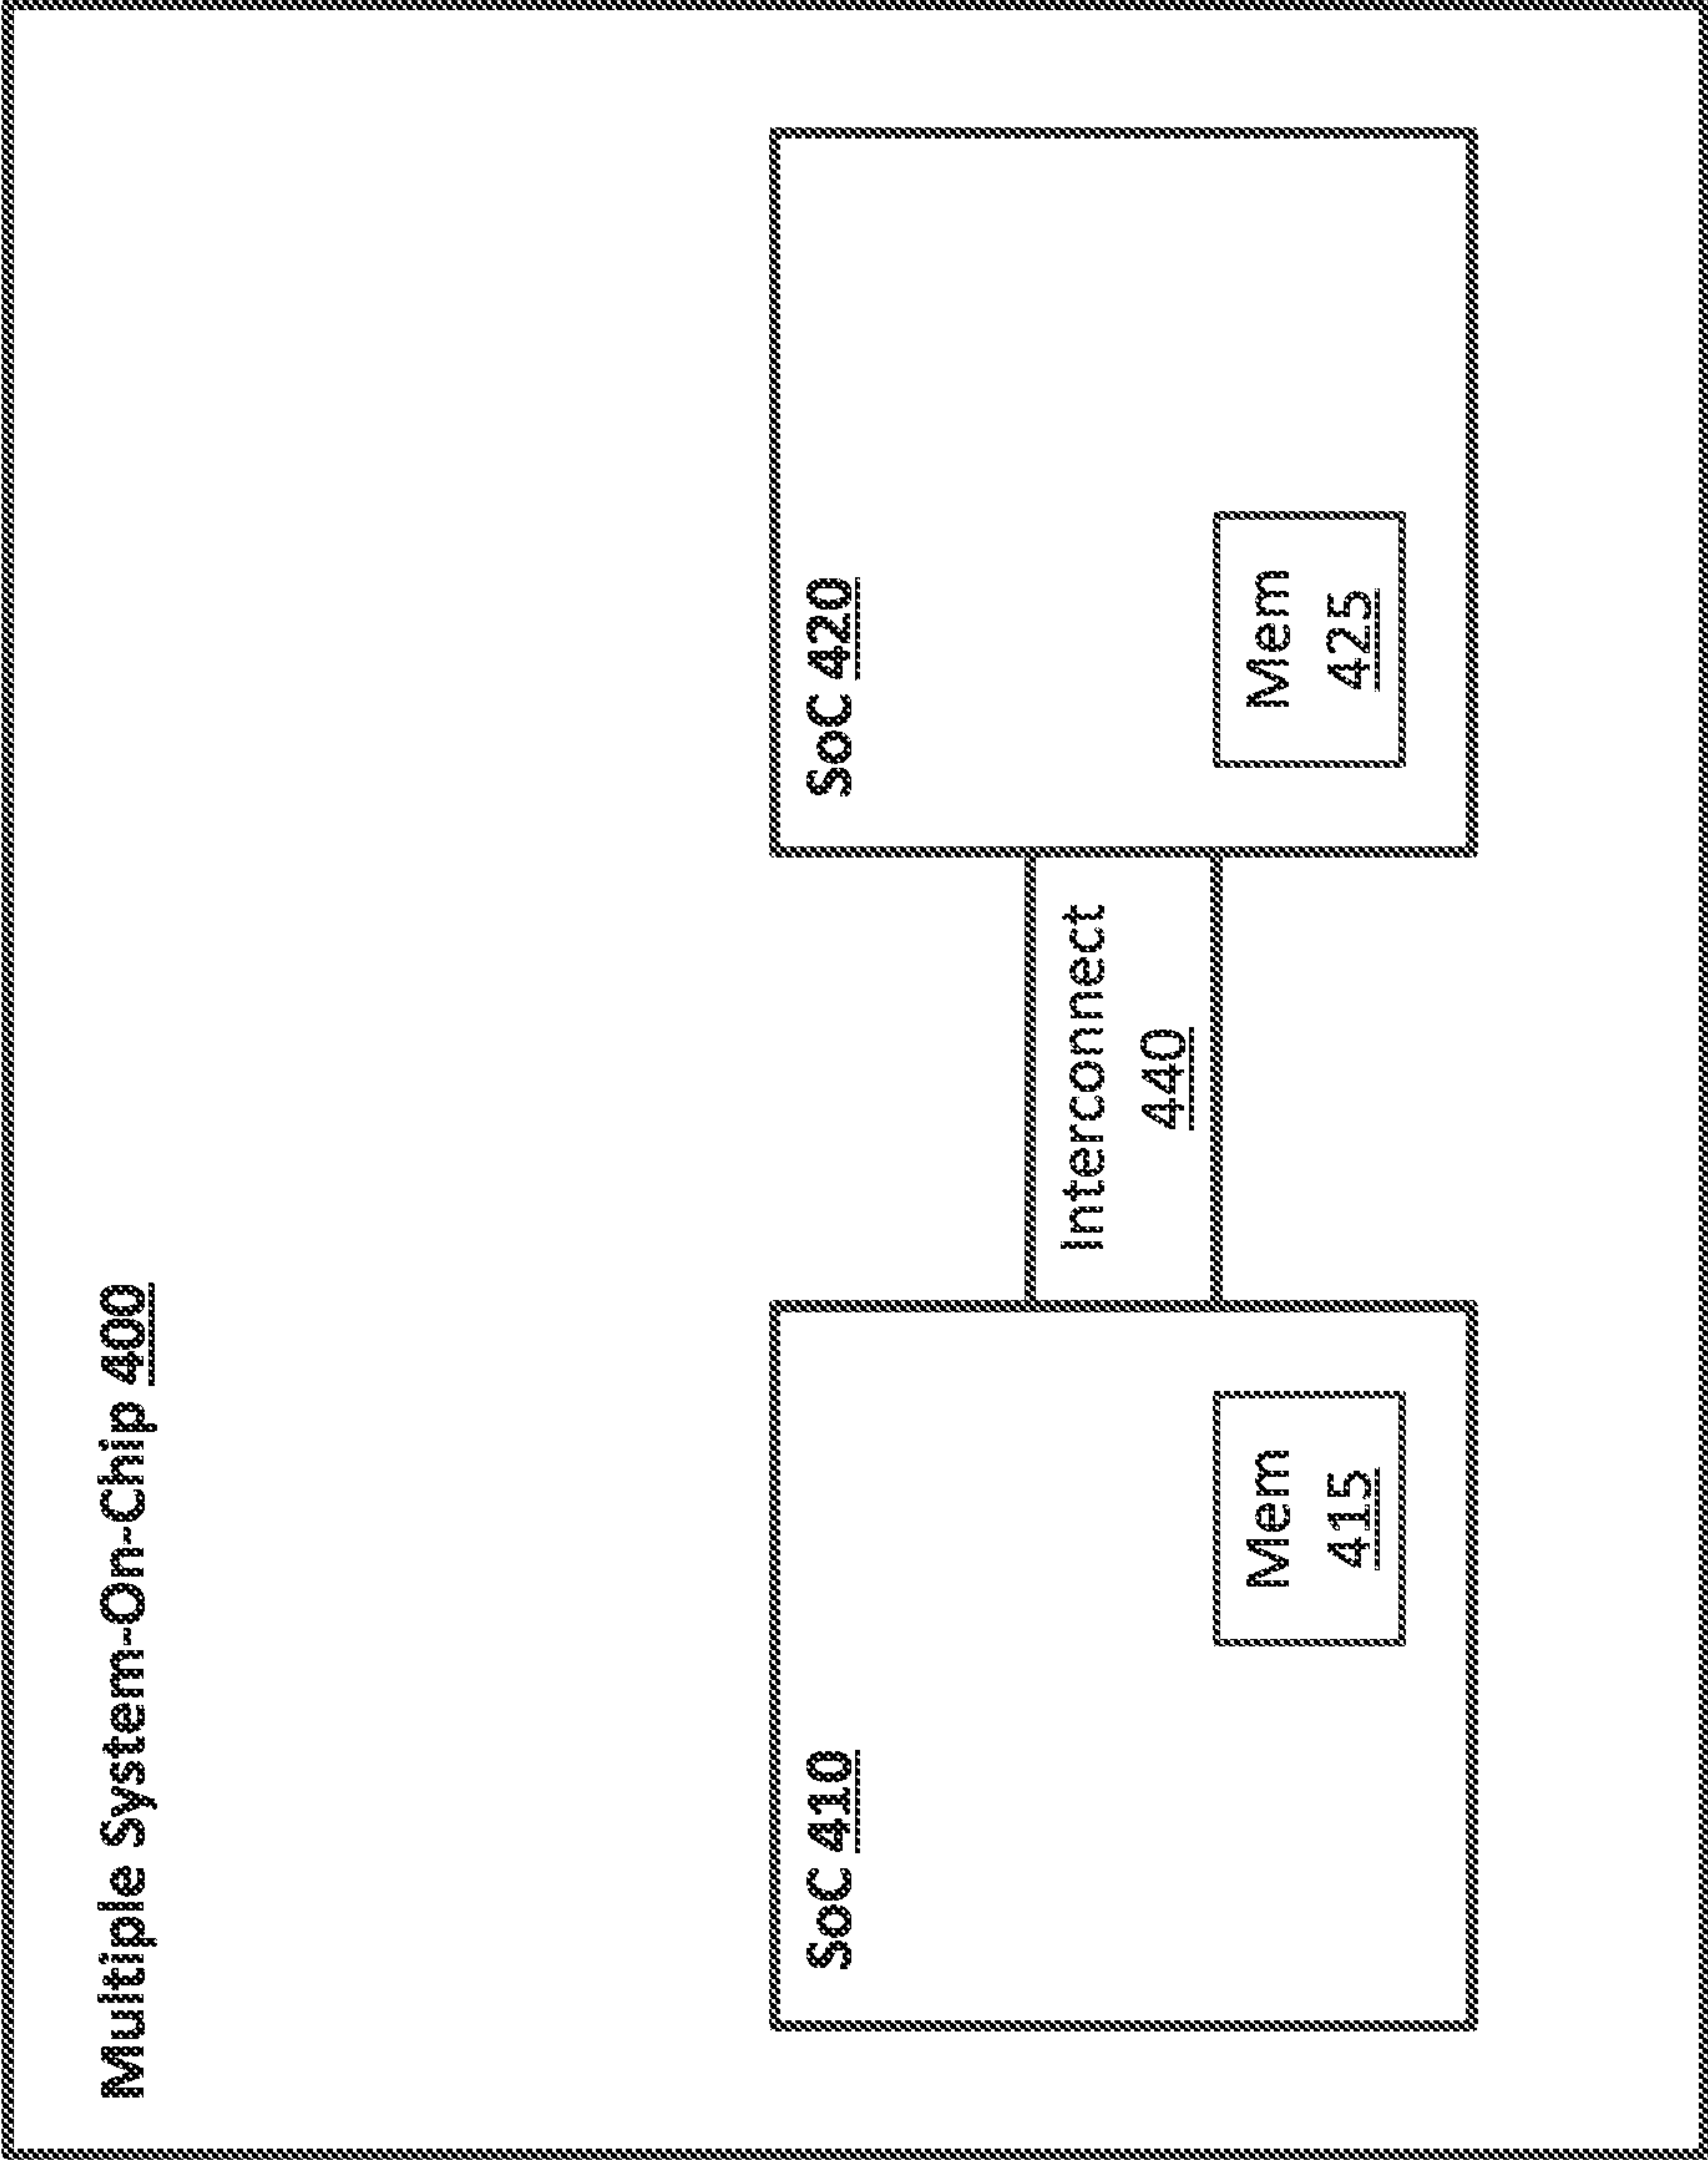 Multiple System-On-Chip 400
SoC 410
Mem
415
Interconnect
440
SoC 420
Mem
425